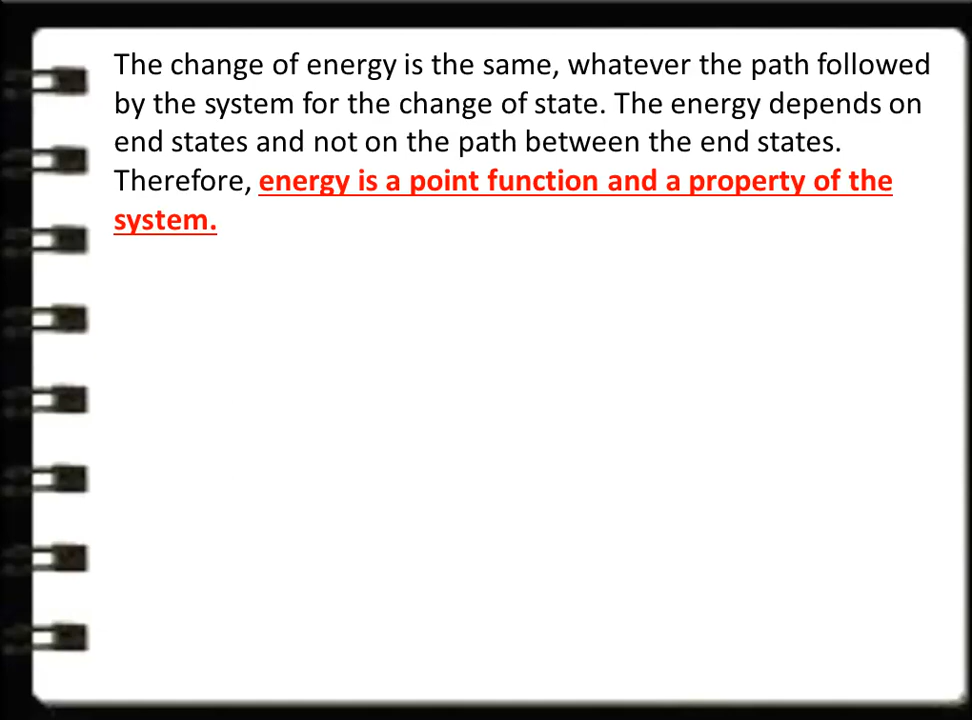 The change of energy is the same, whatever the path followed
by the system for the change of state. The energy depends on
end states and not on the path between the end states.
Therefore, energy is a point function and a property of the
system.